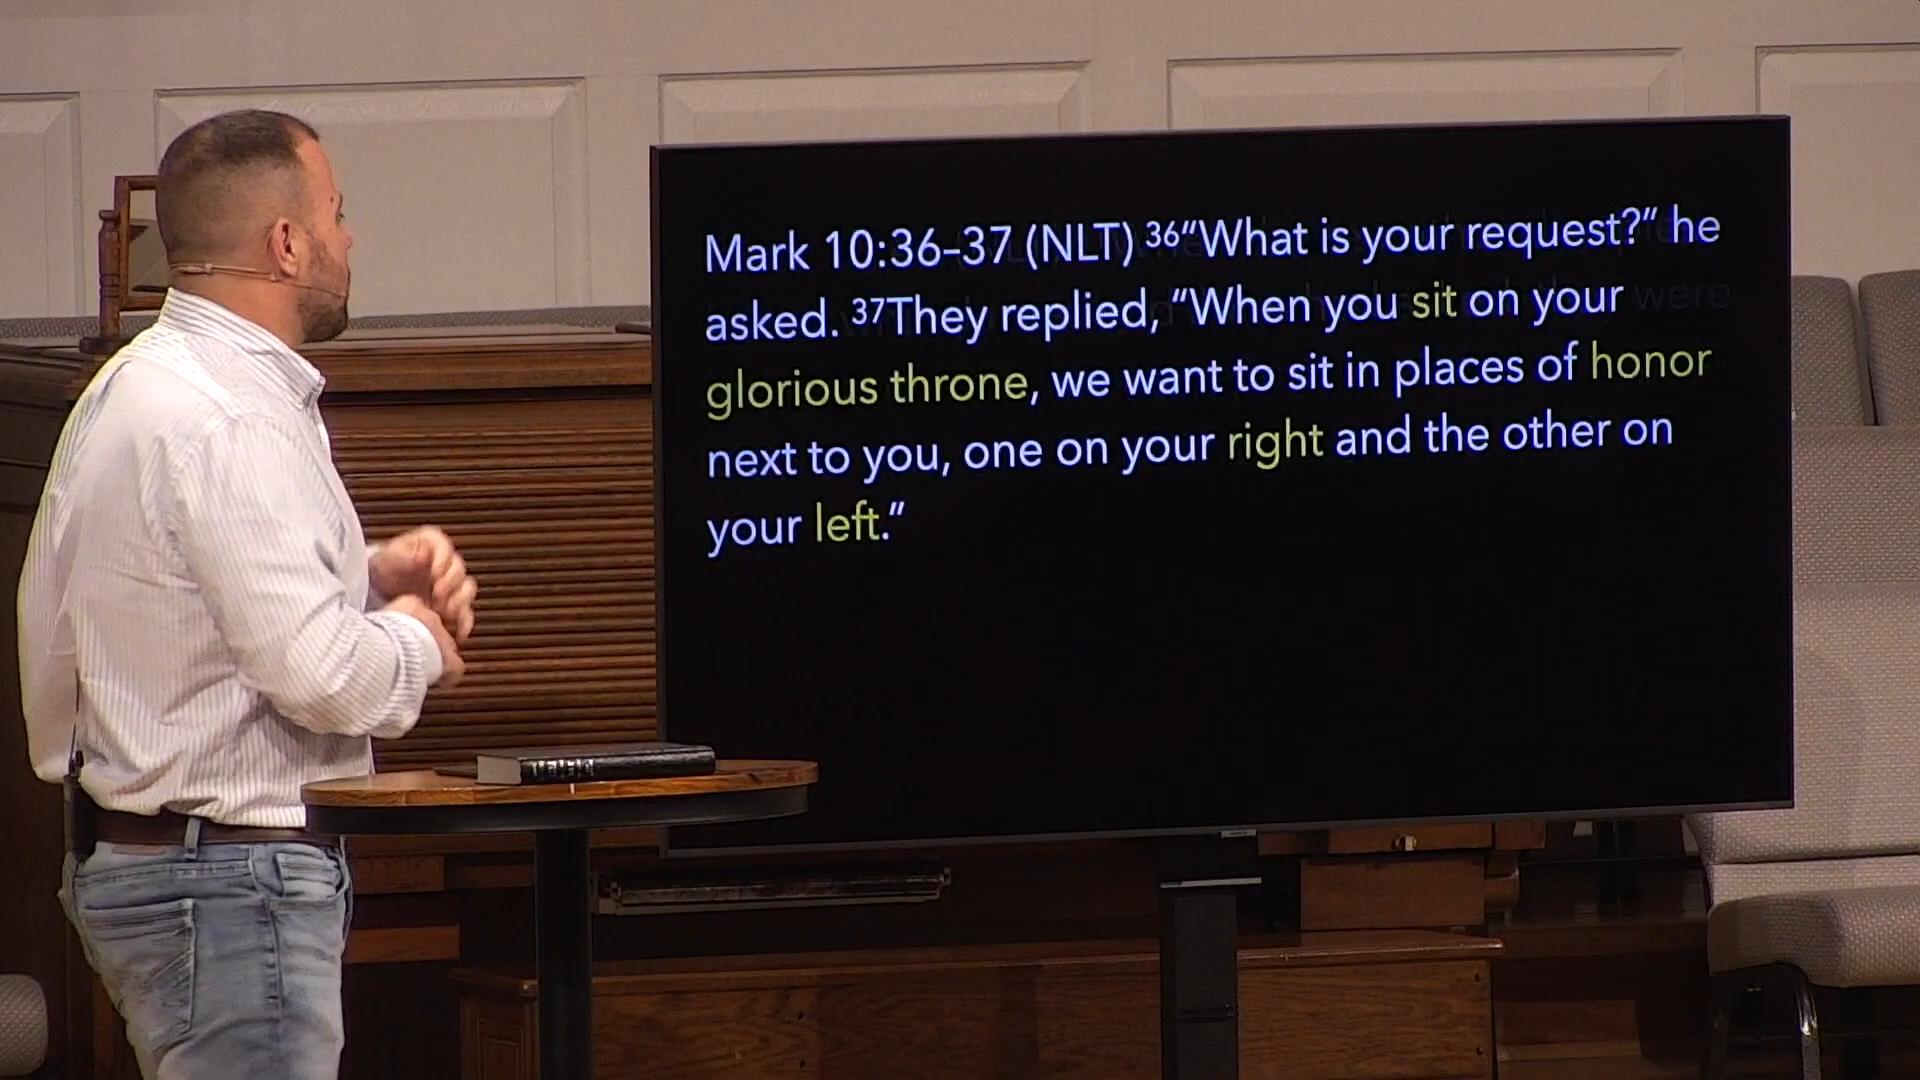 Mark 10:36–37 (NLT) ³⁶“What is your request?” he
asked. ³⁷They replied, “When you sit on your
glorious throne, we want to sit in places of honor
next to you, one on your right and the other on
your left.”